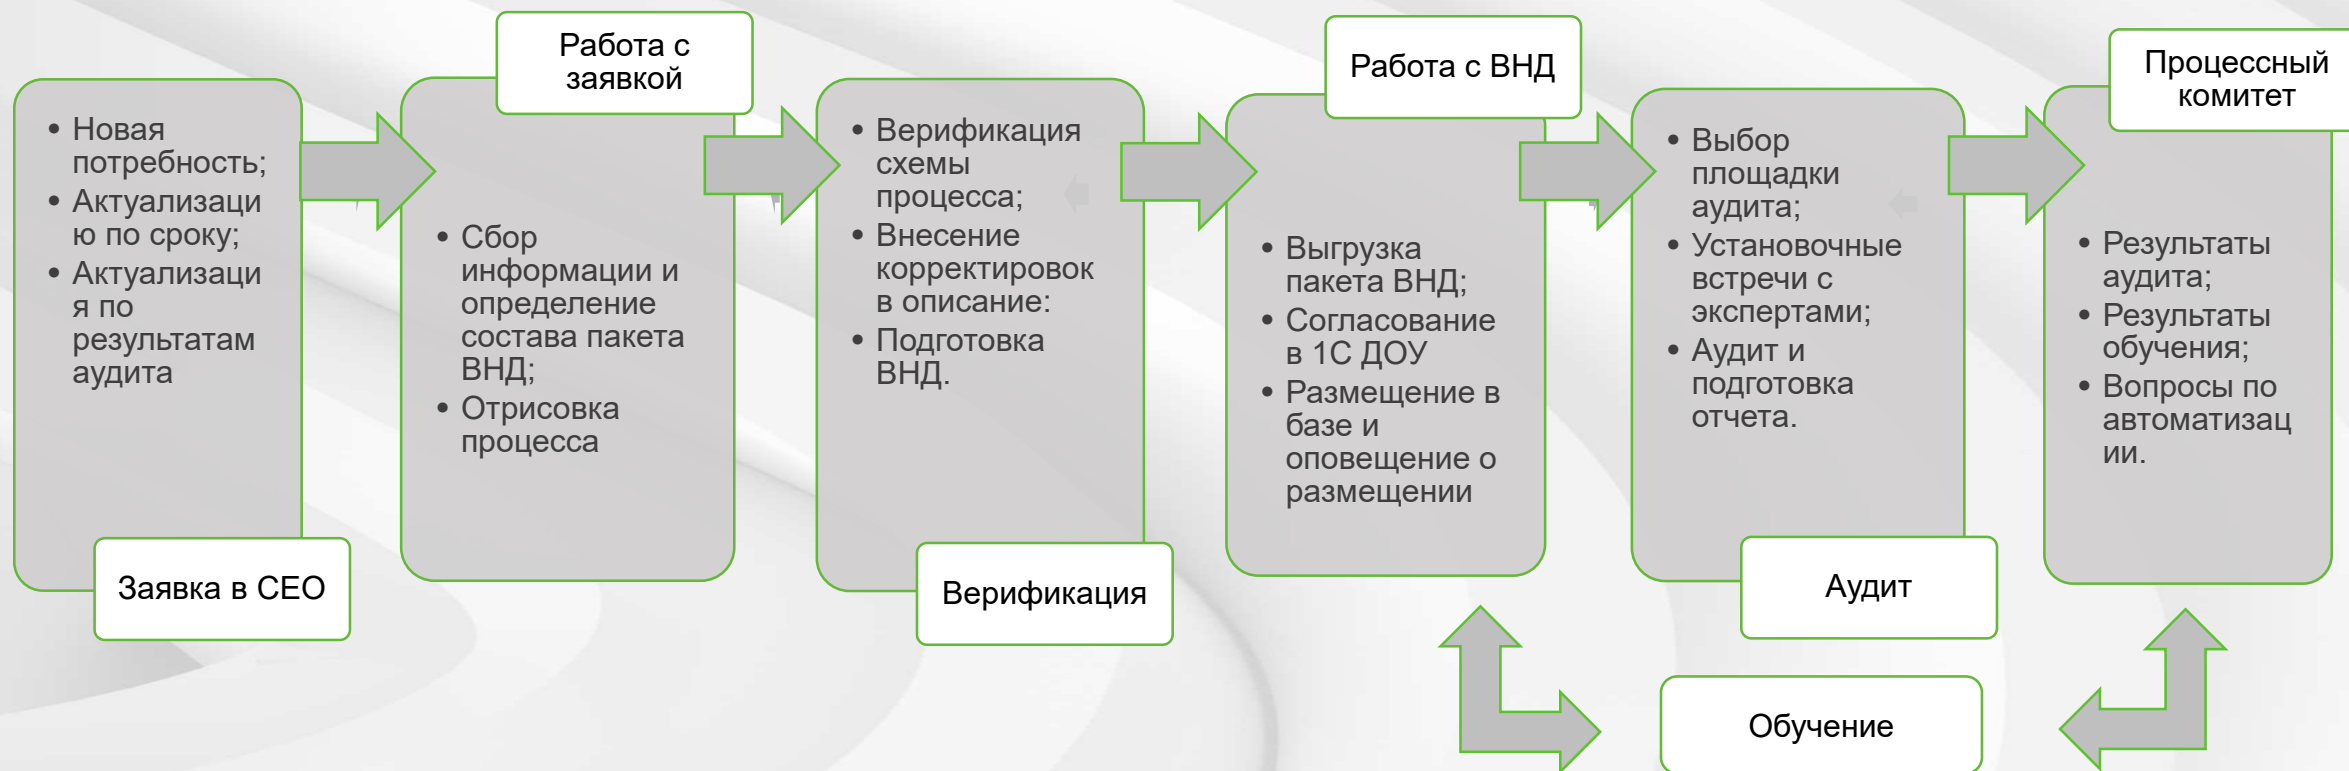 • Новая
потребность;
• Актуализаци
ю по сроку;
• Актуализаци
я по
результатам
аудита
Заявка в СЕО
Работа с
заявкой
• Сбор
информации и
определение
состава пакета
ВНД;
• Отрисовка
процесса
• Верификация
схемы
процесса;
• Внесение
корректировок
в описание:
• Подготовка
ВНД.
Верификация
Работа с ВНД
• Выгрузка
пакета ВНД;
• Согласование
в 1С ДОУ
• Размещение в
базе и
оповещение о
размещении
• Выбор
площадки
аудита;
• Установочные
встречи с
экспертами;
• Аудит и
подготовка
отчета.
Аудит
Процессный
комитет
• Результаты
аудита;
• Результаты
обучения;
• Вопросы по
автоматизац
ии.
Обучение